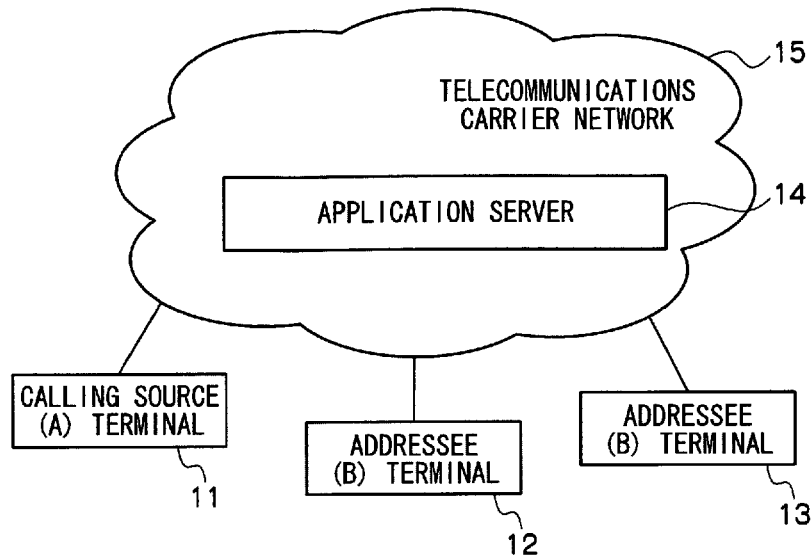 15
TELECOMMUNICATIONS
CARRIER NETWORK
APPLICATION SERVER
14
CALLING SOURCE
(A) TERMINAL
11
ADDRESSEE
(B) TERMINAL
12
ADDRESSEE
(B) TERMINAL
13